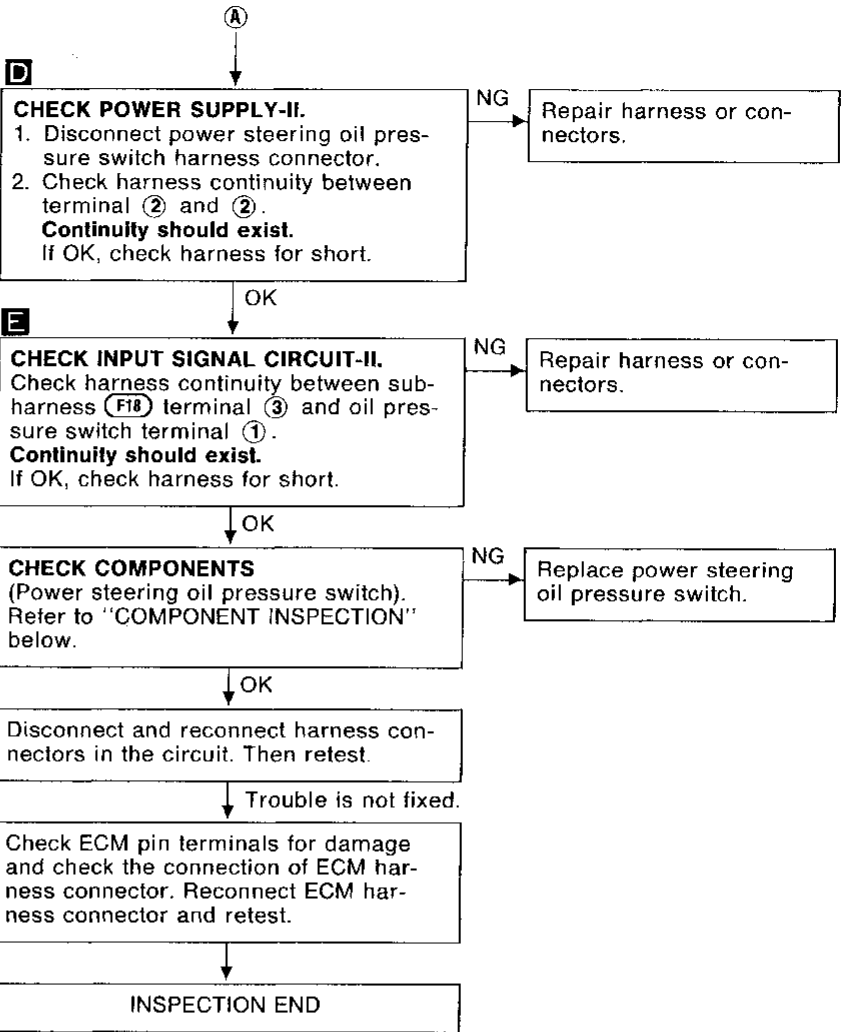 Ⓐ
D
CHECK POWER SUPPLY-II.
1. Disconnect power steering oil pres-
sure switch harness connector.
2. Check harness continuity between
terminal ② and ②.
Continuity should exist.
If OK, check harness for short.
NG
Repair harness or con-
nectors.
OK
E
CHECK INPUT SIGNAL CIRCUIT-II.
Check harness continuity between sub-
harness (F18) terminal ③ and oil pres-
sure switch terminal ①.
Continuity should exist.
If OK, check harness for short.
NG
Repair harness or con-
nectors.
OK
CHECK COMPONENTS
(Power steering oil pressure switch).
Refer to "COMPONENT INSPECTION"
below.
NG
Replace power steering
oil pressure switch.
OK
Disconnect and reconnect harness con-
nectors in the circuit. Then retest.
Trouble is not fixed.
Check ECM pin terminals for damage
and check the connection of ECM har-
ness connector. Reconnect ECM har-
ness connector and retest.
INSPECTION END